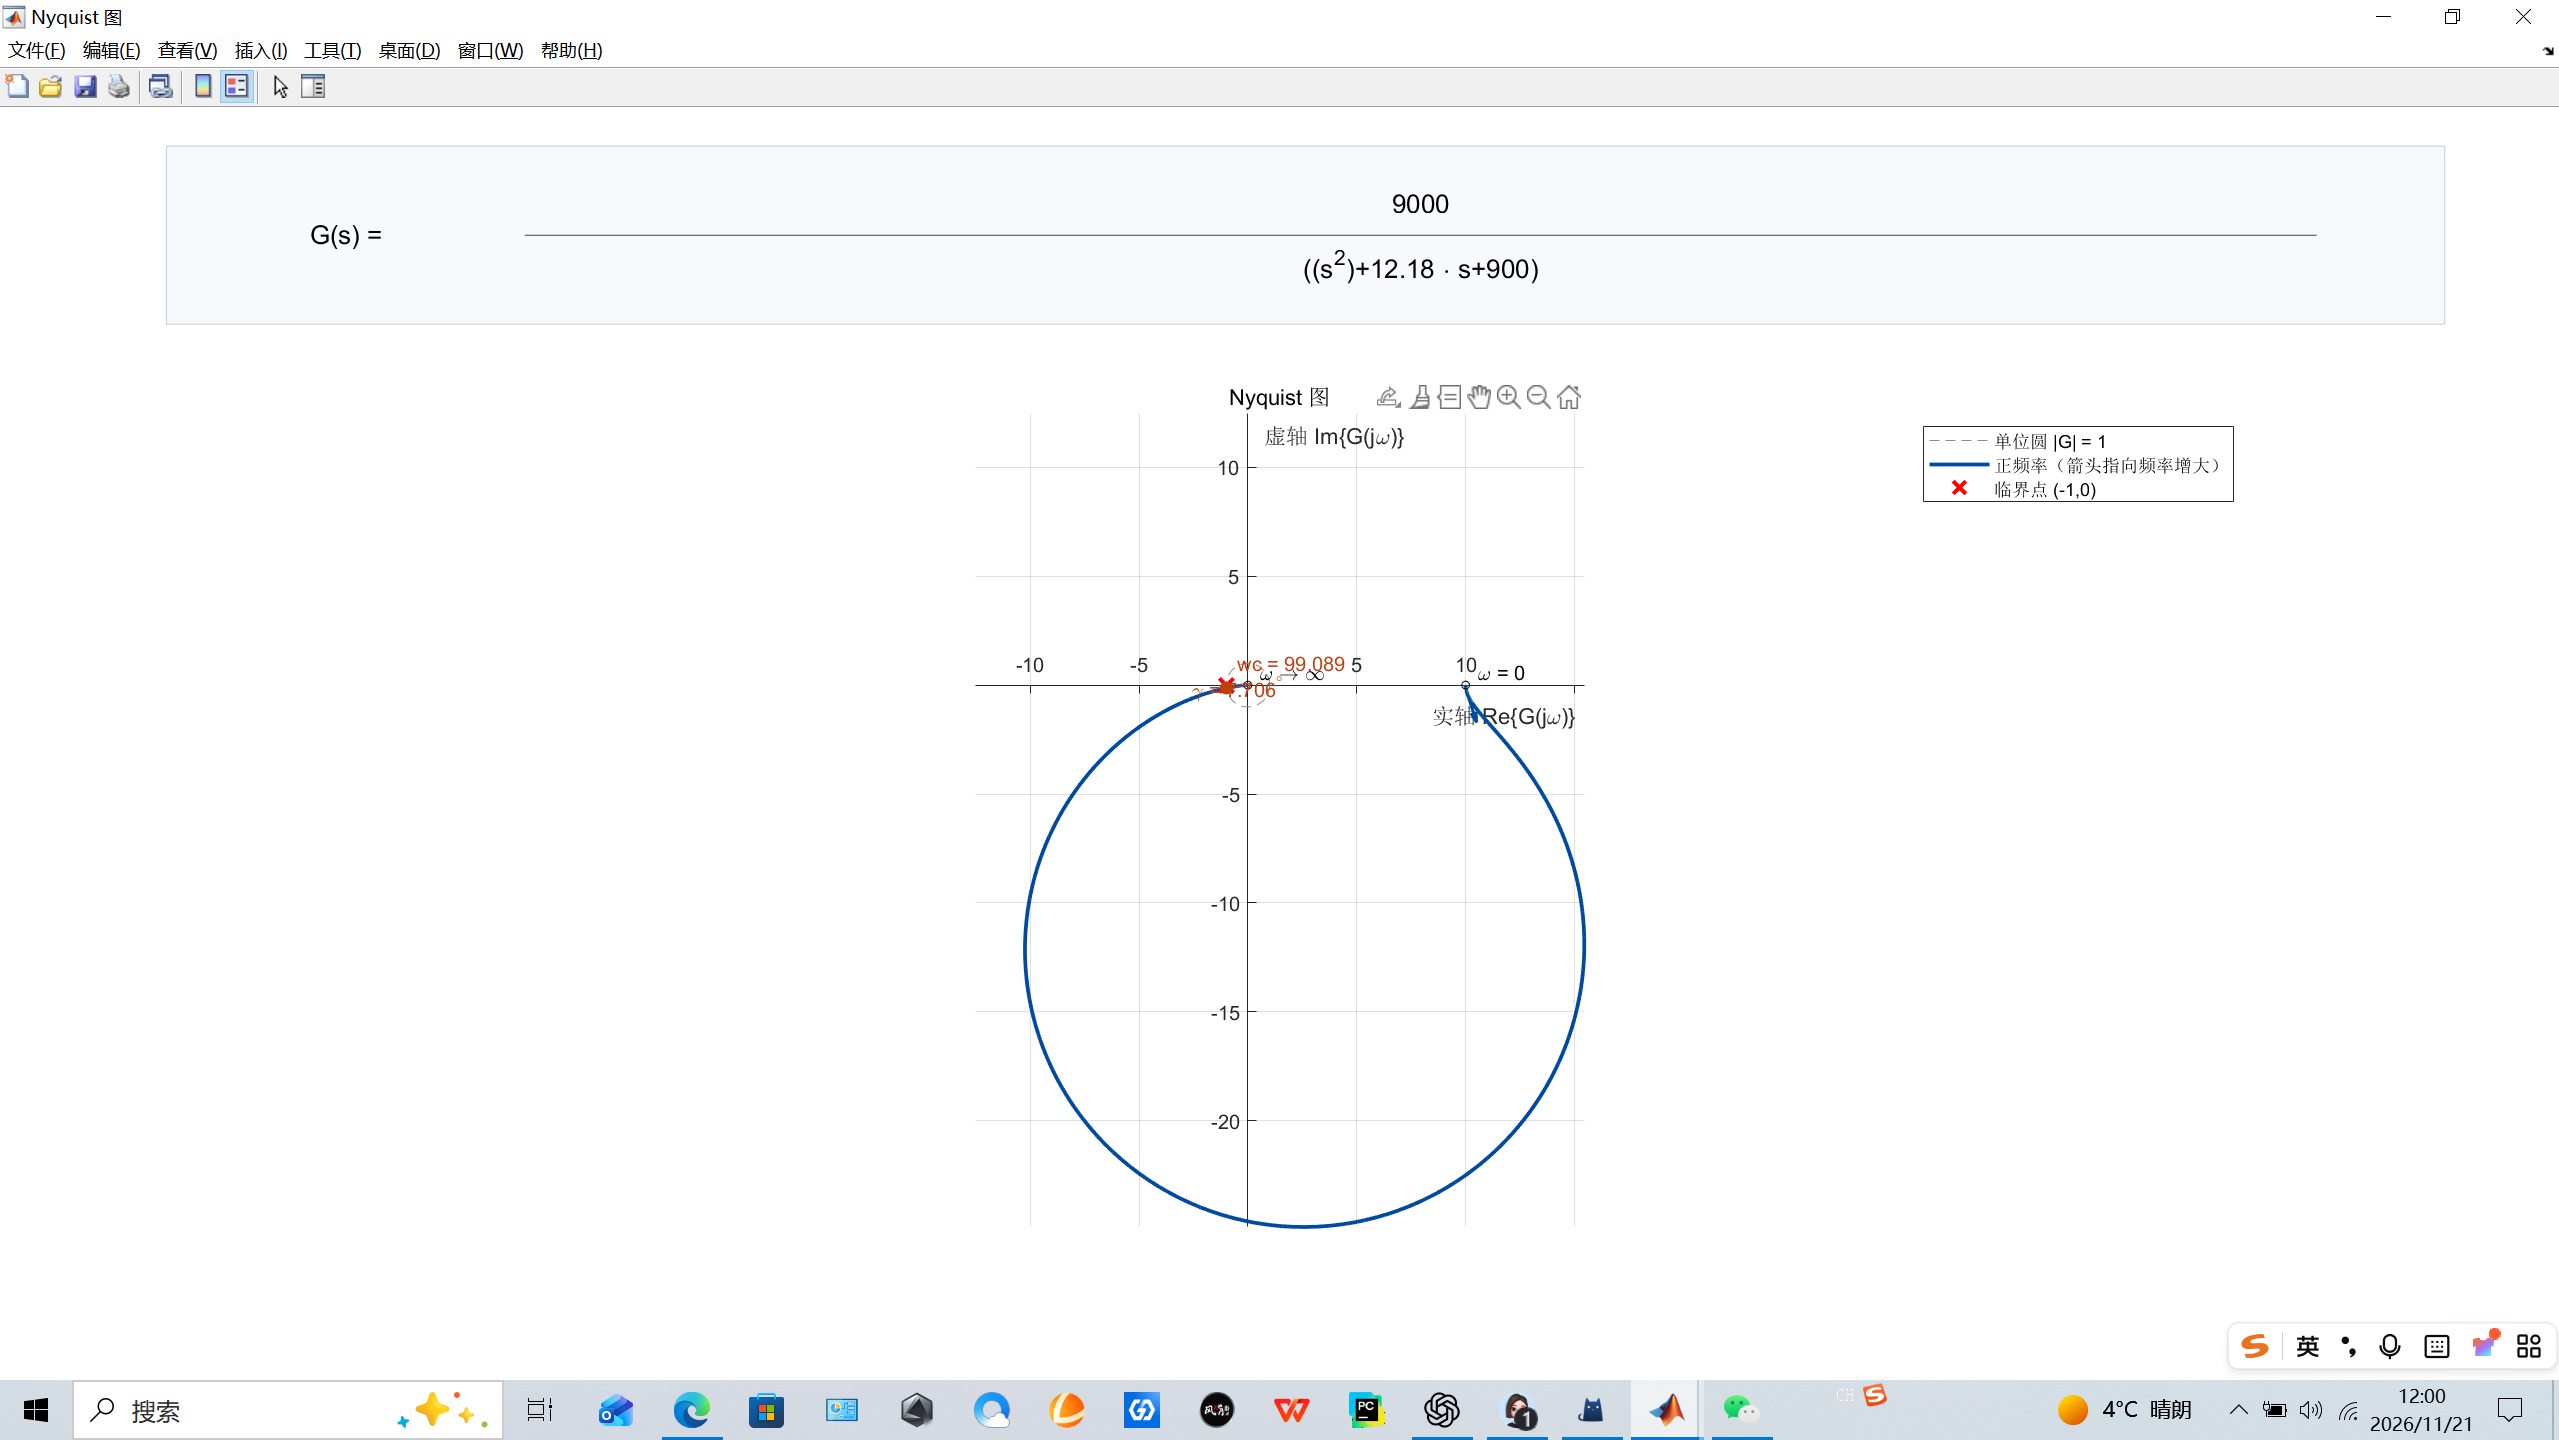 Nyquist 图
文件(F) 编辑(E) 查看(V) 插入(I) 工具(T) 桌面(D) 窗口(W) 帮助(H)
9000
G(s) =
((s²)+12.18 · s+900)
Nyquist 图
虚轴 Im{G(jω)}
单位圆 |G| = 1
正频率（箭头指向频率增大）
临界点 (-1,0)
10
5
-10 -5 5 10
wc = 99.089
ω → ∞
ω = 0
实轴 Re{G(jω)}
-5
-10
-15
-20
英
搜索
PC
1
CH
4°C 晴朗
12:00
2026/11/21